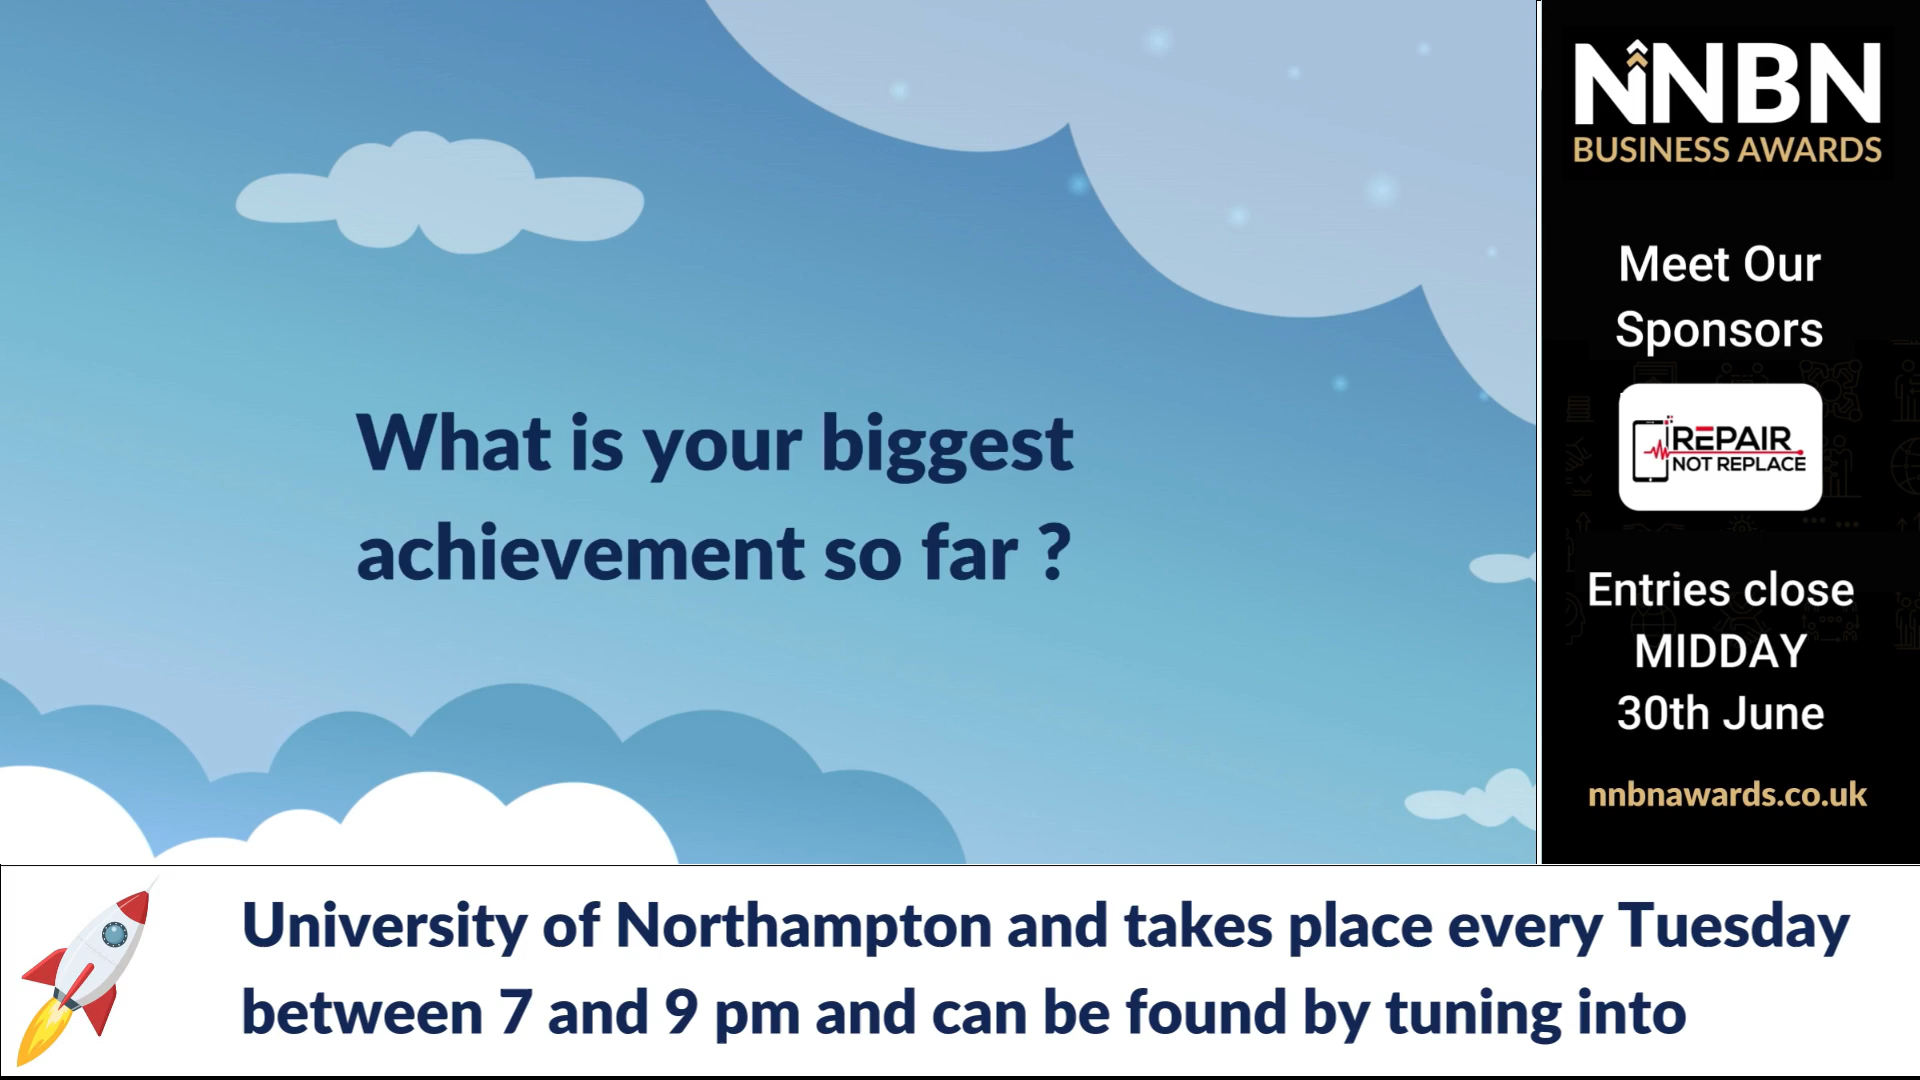 What is your biggest
achievement so far ?
NNBN
BUSINESS AWARDS
Meet Our
Sponsors
REPAIR
NOT REPLACE
Entries close
MIDDAY
30th June
nnbnawards.co.uk
University of Northampton and takes place every Tuesday
between 7 and 9 pm and can be found by tuning into